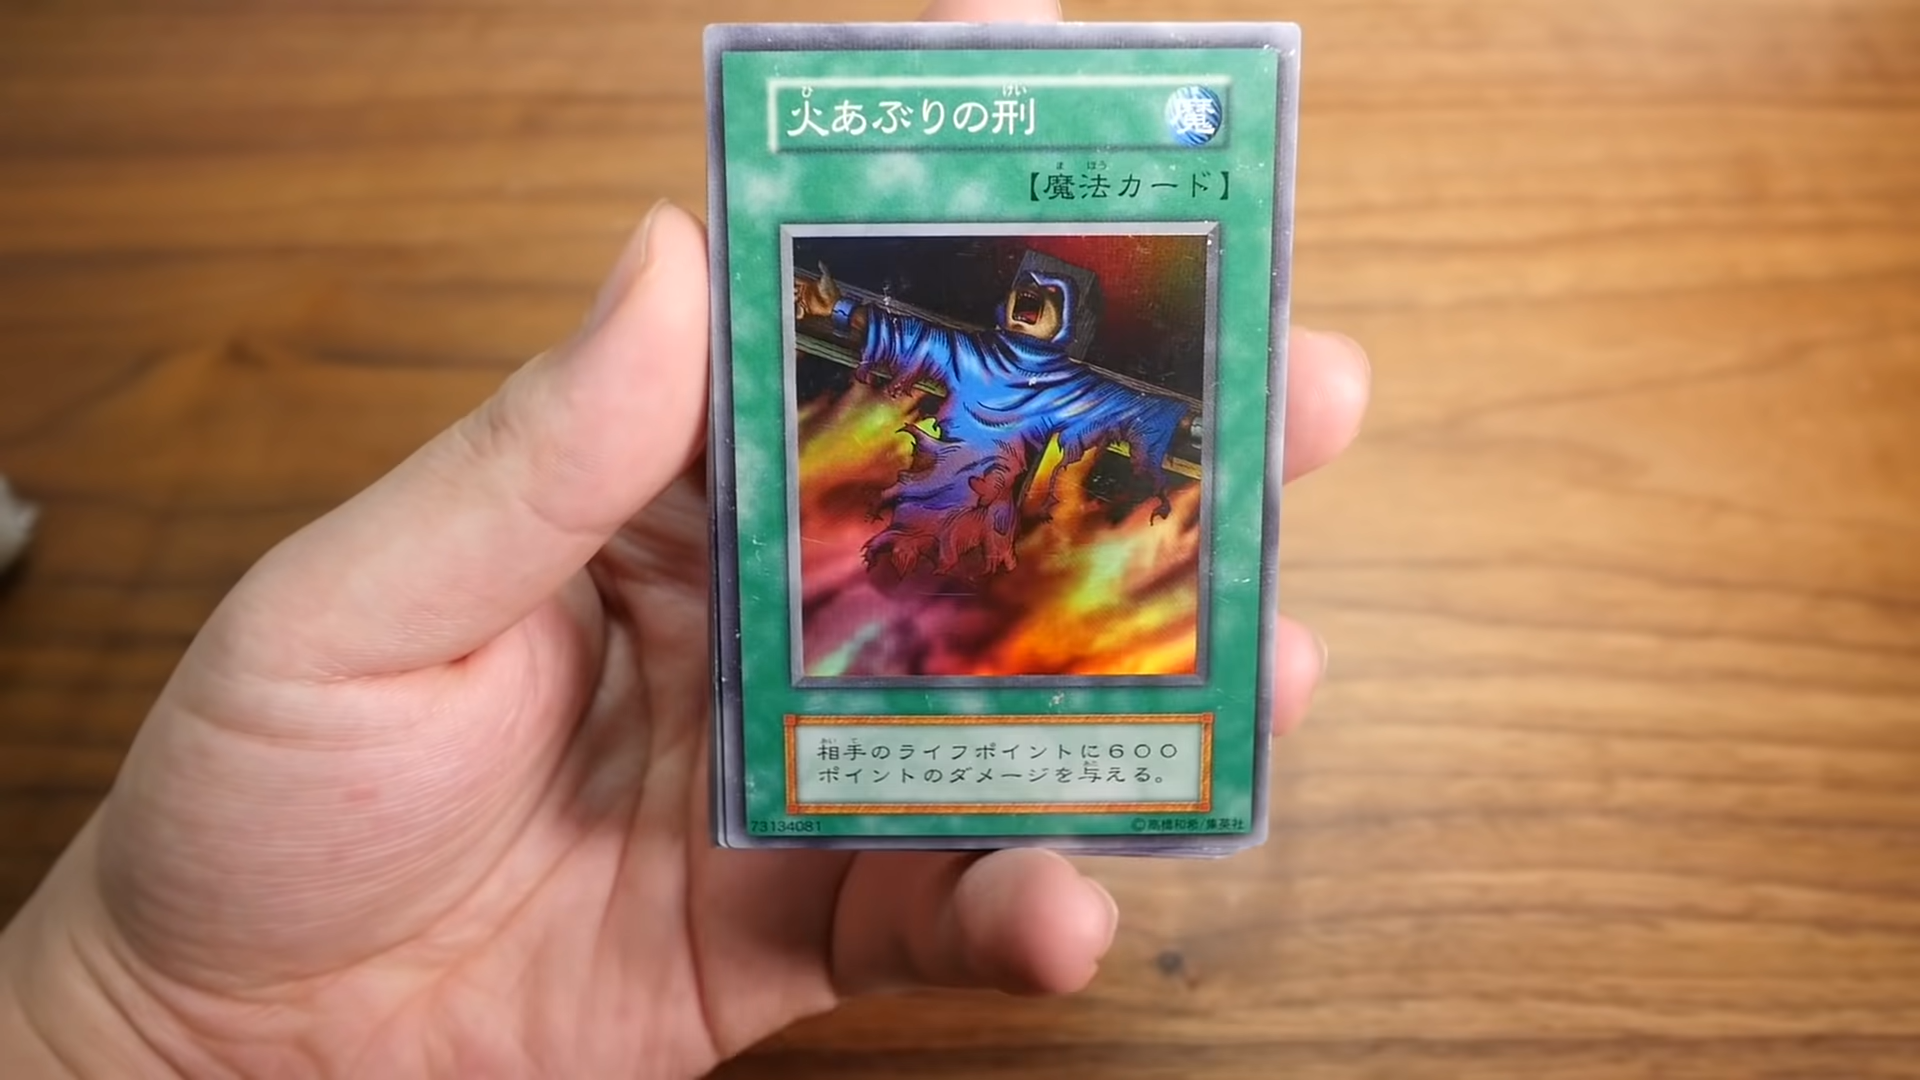 火あぶりの刑
魔
【魔法カード】
相手のライフポイントに600
ポイントのダメージを与える。
73134081
©高橋和希/集英社